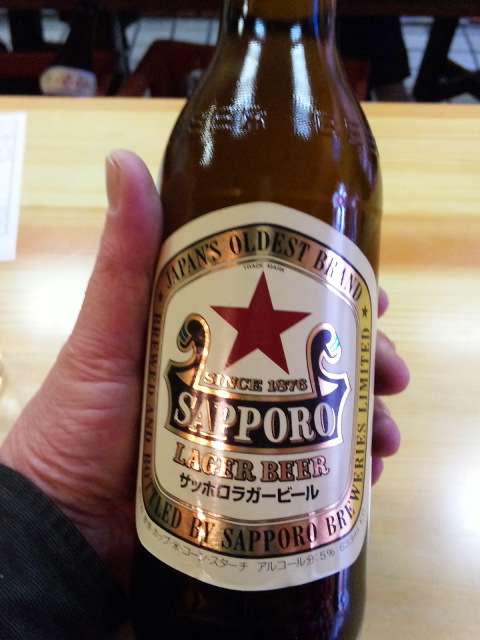 JAPAN'S OLDEST BRAND
TRADE MARK
SINCE 1876
SAPPORO
LAGER BEER
サッポロラガービール
BREWED AND BOTTLED BY SAPPORO BREWERIES LIMITED
ホップ・米・コーン・スターチ アルコール分:5% 633ml